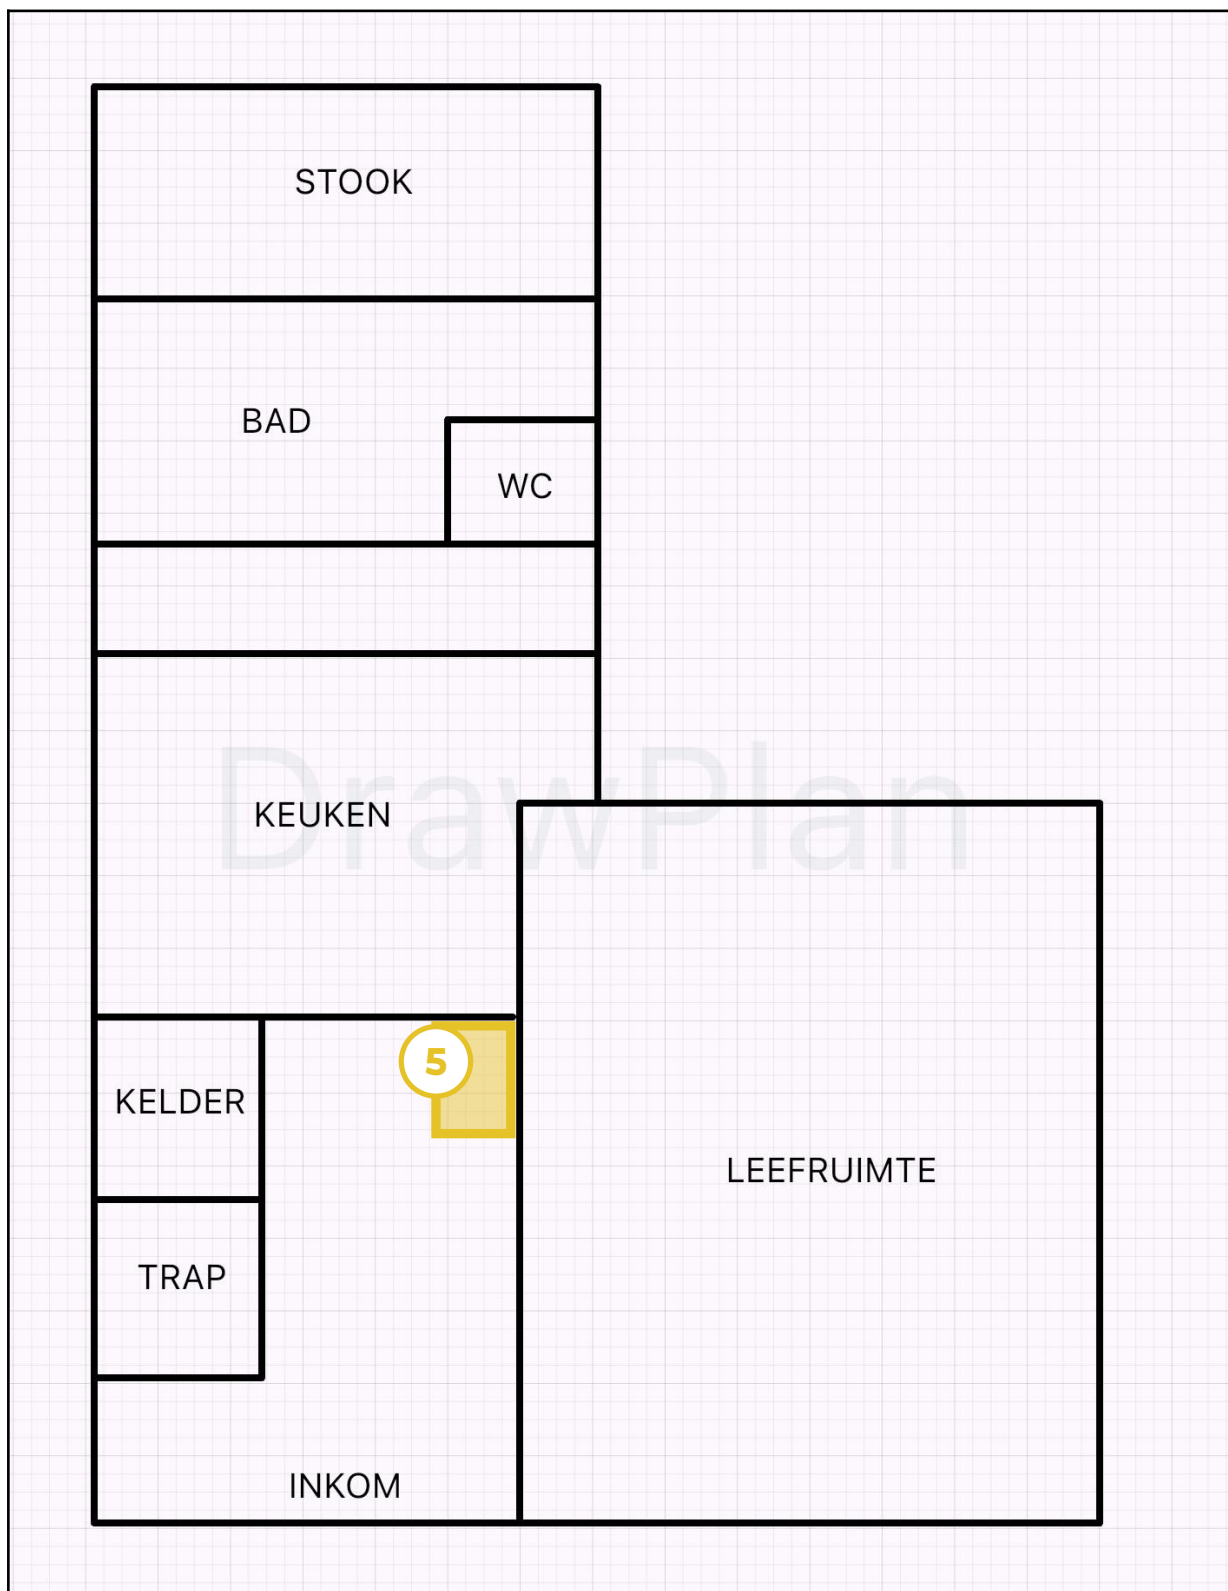 STOOK
BAD
WC
DrawPlan
KEUKEN
5
KELDER
LEEFRUIMTE
TRAP
INKOM